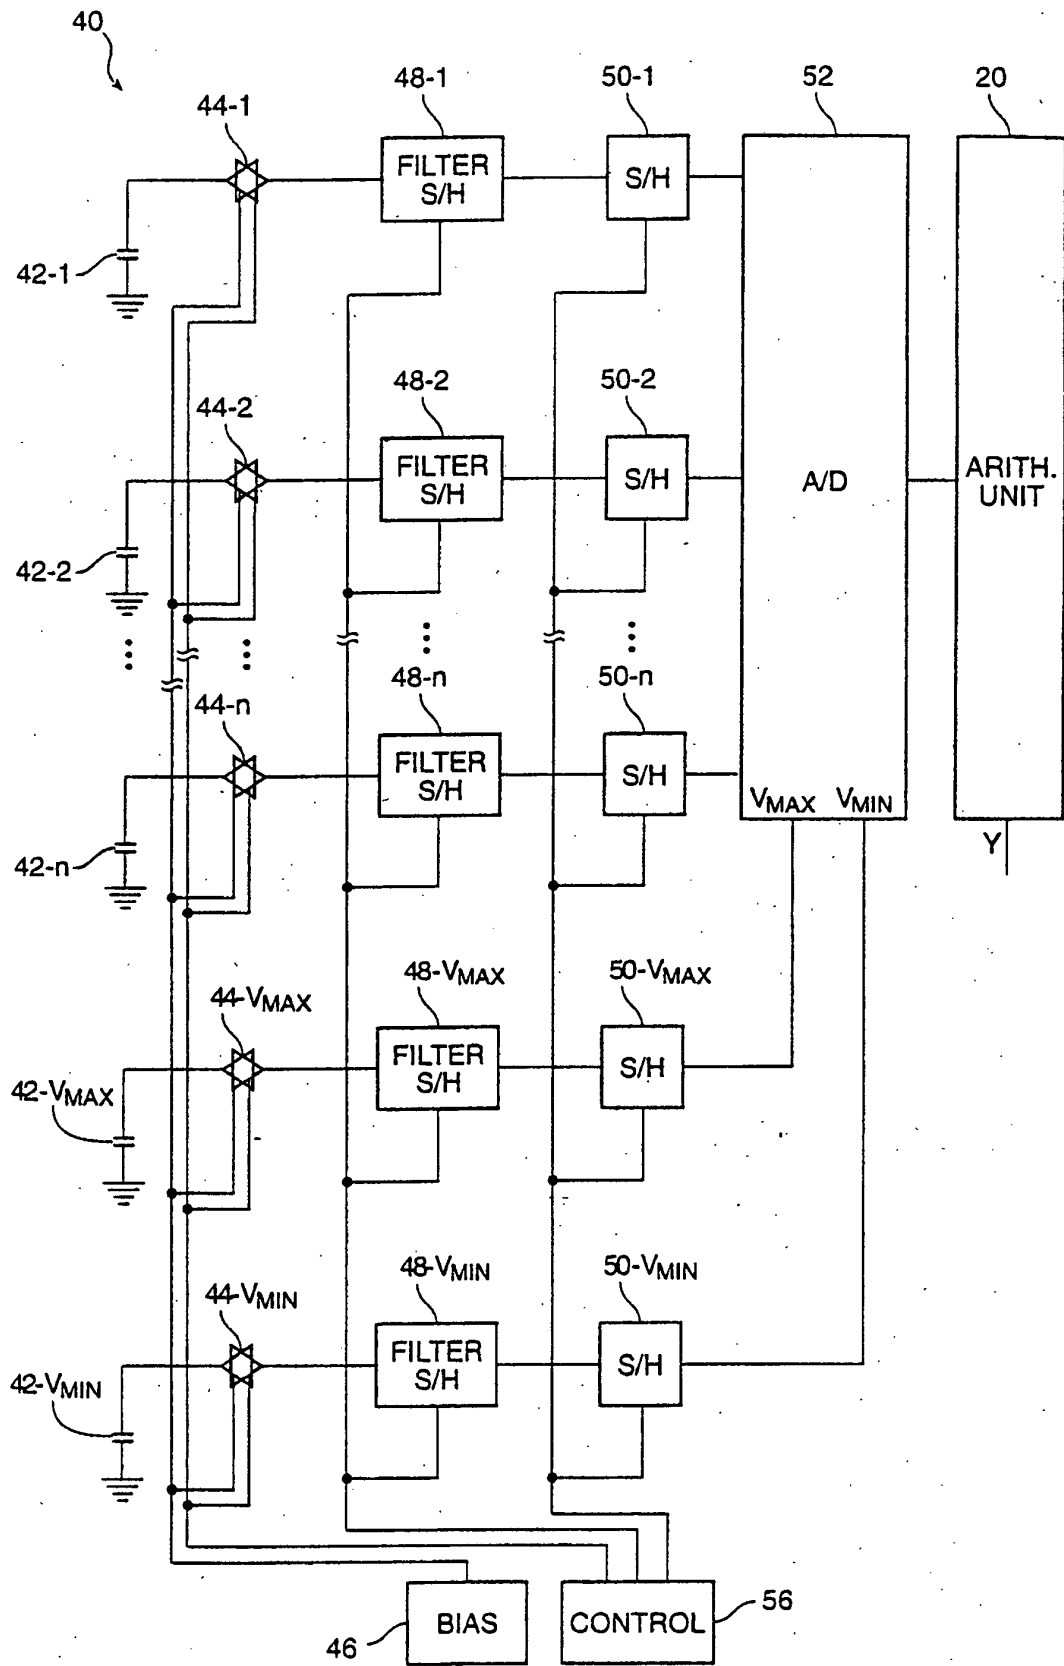 40
44-1
48-1
50-1
52
20
FILTER
S/H
S/H
42-1
44-2
48-2
50-2
FILTER
S/H
S/H
A/D
ARITH.
UNIT
42-2
44-n
48-n
50-n
FILTER
S/H
S/H
VMAX
VMIN
42-n
Y
44-VMAX
48-VMAX
50-VMAX
FILTER
S/H
S/H
42-VMAX
44-VMIN
48-VMIN
50-VMIN
FILTER
S/H
S/H
42-VMIN
BIAS
CONTROL
56
46